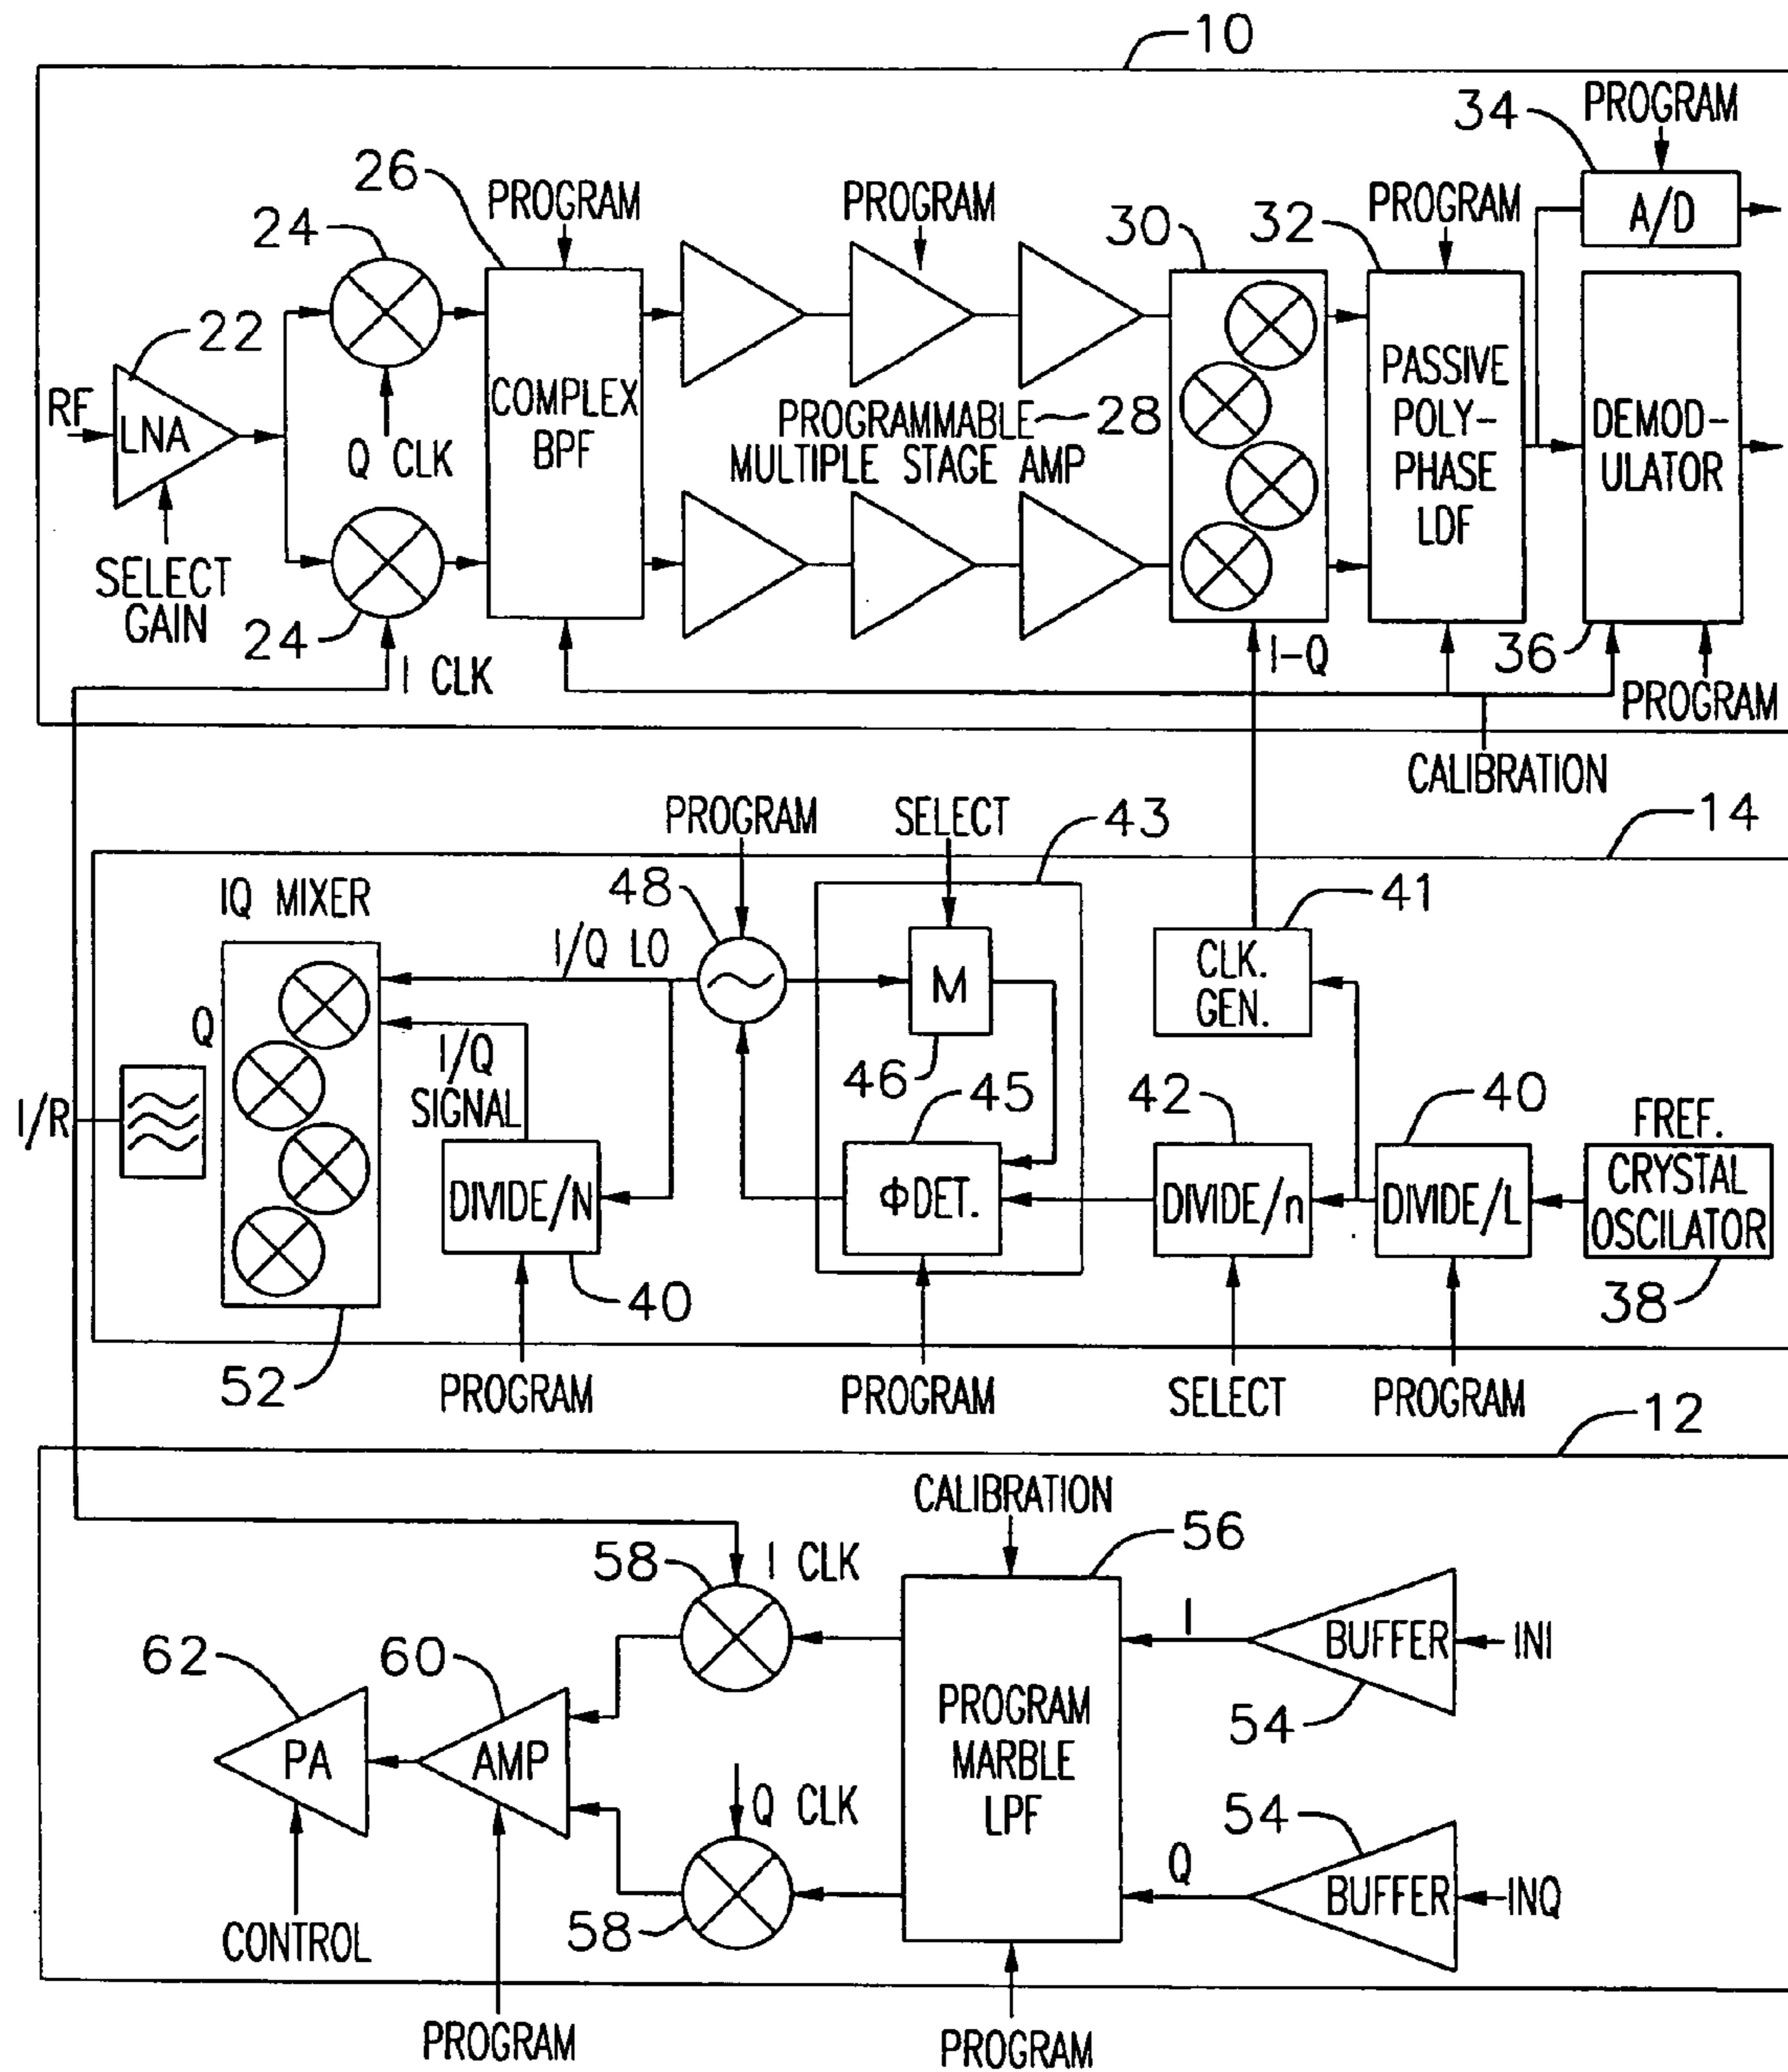 10
34
PROGRAM
26
PROGRAM
PROGRAM
PROGRAM
24
30
32
A/D
22
RF
LNA
Q CLK
COMPLEX
BPF
PROGRAMMABLE
28
MULTIPLE STAGE AMP
PASSIVE
POLY-
PHASE
LDF
DEMOD-
ULATOR
SELECT
GAIN
24
I CLK
I-Q
36
PROGRAM
CALIBRATION
PROGRAM
SELECT
43
14
IQ MIXER
48
41
I/Q LO
M
CLK.
GEN.
Q
I/Q
SIGNAL
46
45
42
40
FREF.
I/R
DIVIDE/N
ΦDET.
DIVIDE/n
DIVIDE/L
CRYSTAL
OSCILATOR
40
38
52
PROGRAM
PROGRAM
SELECT
PROGRAM
12
CALIBRATION
58
I CLK
56
I
BUFFER
INI
62
60
54
PA
AMP
PROGRAM
MARBLE
LPF
Q CLK
54
Q
BUFFER
INQ
58
CONTROL
PROGRAM
PROGRAM